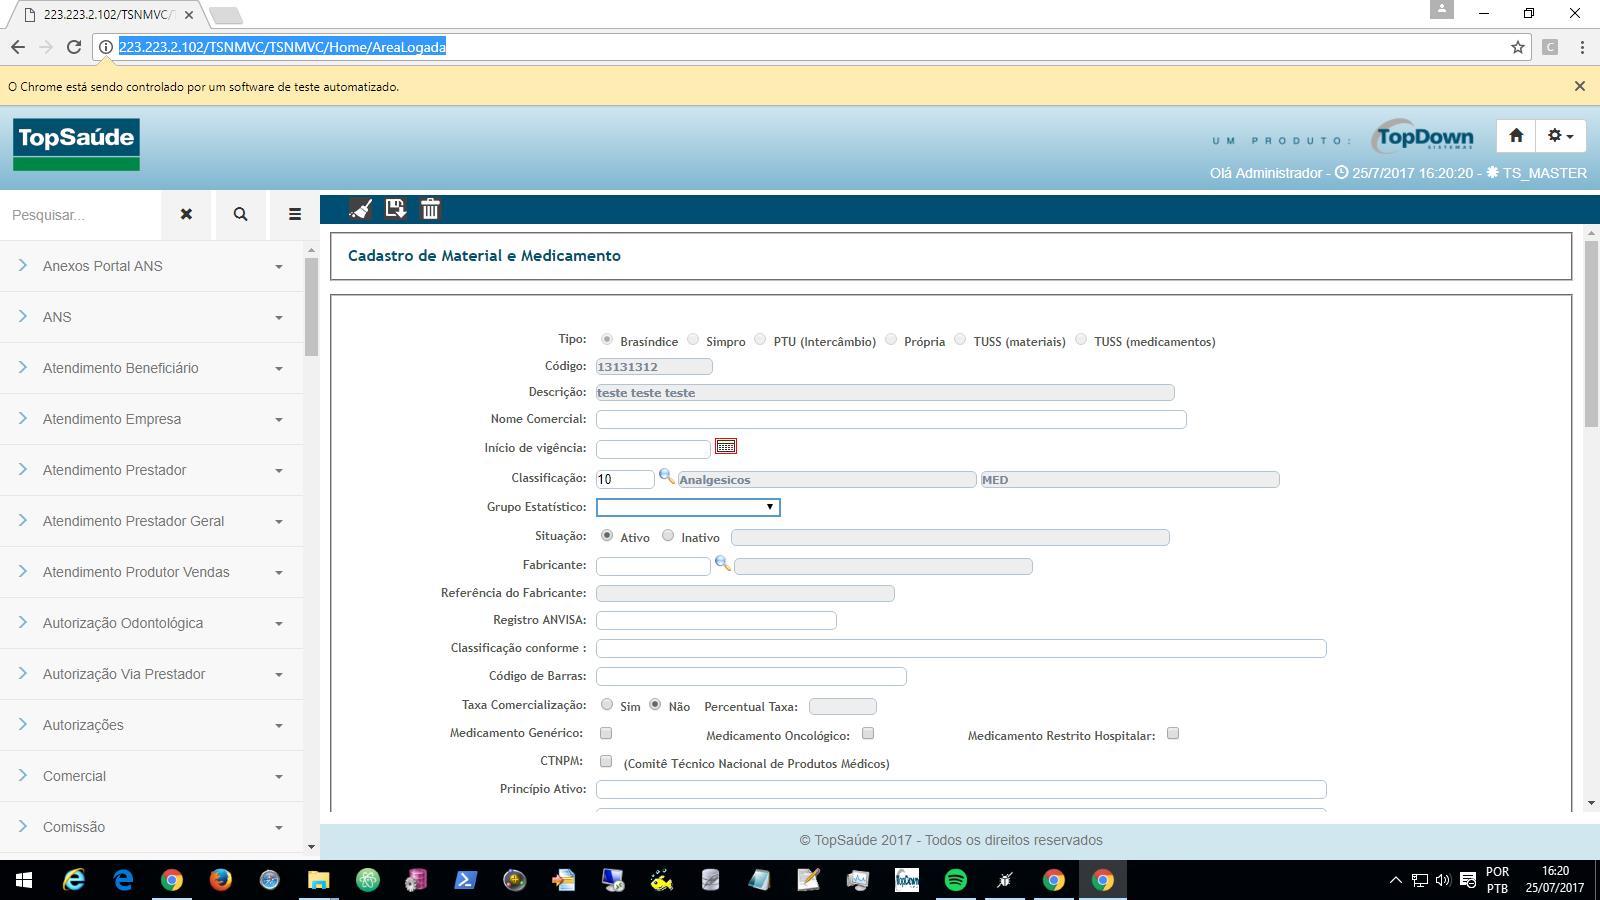 223.223.2.102/TSNMVC/T
223.223.2.102/TSNMVC/TSNMVC/Home/AreaLogada
C
O Chrome está sendo controlado por um software de teste automatizado.
TopSaúde
UM PRODUTO:
TopDown
SISTEMAS
Olá Administrador - 25/7/2017 16:20:20 - TS_MASTER
Pesquisar...
Anexos Portal ANS
ANS
Atendimento Beneficiário
Atendimento Empresa
Atendimento Prestador
Atendimento Prestador Geral
Atendimento Produtor Vendas
Autorização Odontológica
Autorização Via Prestador
Autorizações
Comercial
Comissão
Cadastro de Material e Medicamento
Tipo: Brasíndice Simpro PTU (Intercâmbio) Própria TUSS (materiais) TUSS (medicamentos)
Código: 13131312
Descrição: teste teste teste
Nome Comercial:
Início de vigência:
Classificação: 10 Analgesicos MED
Grupo Estatístico:
Situação: Ativo Inativo
Fabricante:
Referência do Fabricante:
Registro ANVISA:
Classificação conforme :
Código de Barras:
Taxa Comercialização: Sim Não Percentual Taxa:
Medicamento Genérico: Medicamento Oncológico: Medicamento Restrito Hospitalar:
CTNPM: (Comitê Técnico Nacional de Produtos Médicos)
Princípio Ativo:
© TopSaúde 2017 - Todos os direitos reservados
TopDown
POR
PTB
16:20
25/07/2017